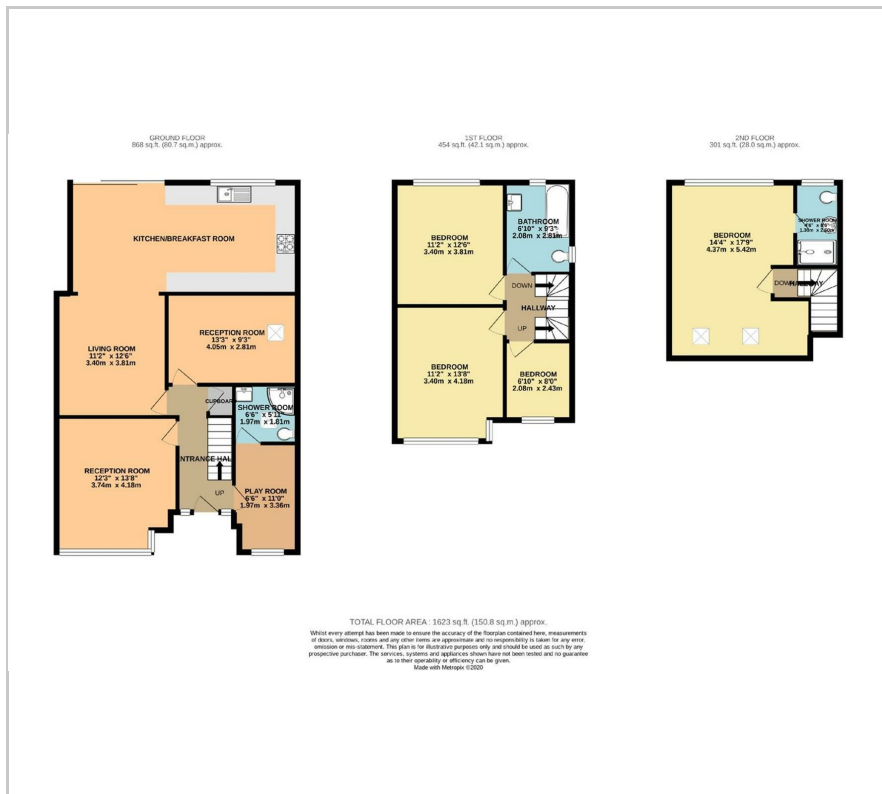 GROUND FLOOR
868 sq.ft. (80.7 sq.m.) approx.
KITCHEN/BREAKFAST ROOM
RECEPTION ROOM
13'3" x 9'3"
4.05m x 2.81m
LIVING ROOM
11'2" x 12'6"
3.40m x 3.81m
CUPBOARD
SHOWER ROOM
6'6" x 5'11"
1.97m x 1.81m
RECEPTION ROOM
12'3" x 13'8"
3.74m x 4.18m
ENTRANCE HALL
UP
PLAY ROOM
6'6" x 11'0"
1.97m x 3.36m
1ST FLOOR
454 sq.ft. (42.1 sq.m.) approx.
BEDROOM
11'2" x 12'6"
3.40m x 3.81m
BATHROOM
6'10" x 9'3"
2.08m x 2.81m
DOWN
HALLWAY
UP
BEDROOM
11'2" x 13'8"
3.40m x 4.18m
BEDROOM
6'10" x 8'0"
2.08m x 2.43m
2ND FLOOR
301 sq.ft. (28.0 sq.m.) approx.
BEDROOM
14'4" x 17'9"
4.37m x 5.42m
SHOWER ROOM
DOWN
HALLWAY
TOTAL FLOOR AREA : 1623 sq.ft. (150.8 sq.m.) approx.
Whilst every attempt has been made to ensure the accuracy of the floorplan contained here, measurements
of doors, windows, rooms and any other items are approximate and no responsibility is taken for any error,
omission or mis-statement. This plan is for illustrative purposes only and should be used as such by any
prospective purchaser. The services, systems and appliances shown have not been tested and no guarantee
as to their operability or efficiency can be given.
Made with Metropix ©2020